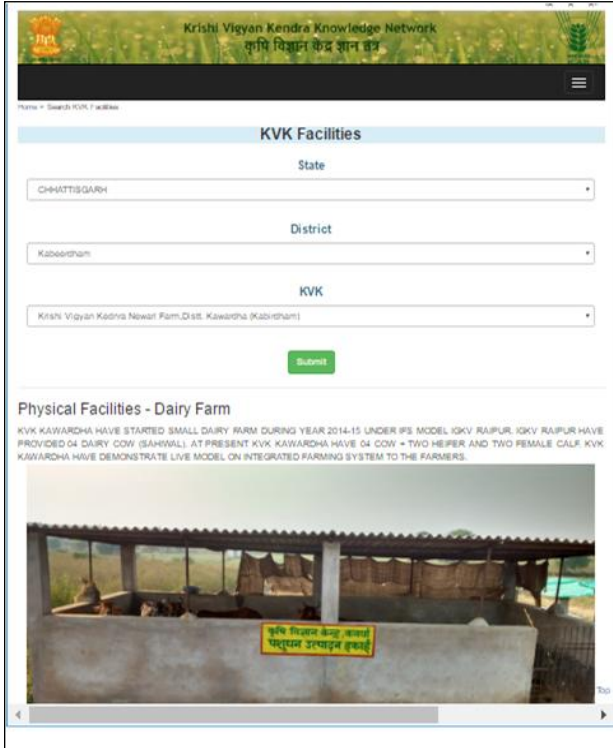 Krishi Vigyan Kendra Knowledge Network
कृषि विज्ञान केंद्र ज्ञान तंत्र
Home > Search KVK Facilities
KVK Facilities
State
CHHATTISGARH
District
Kabeerdham
KVK
Krishi Vigyan Kednra Newari Farm,Distt. Kawardha (Kabirdham)
Submit
Physical Facilities - Dairy Farm
KVK KAWARDHA HAVE STARTED SMALL DAIRY FARM DURING YEAR 2014-15 UNDER IFS MODEL IGKV RAIPUR. IGKV RAIPUR HAVE
PROVIDED 04 DAIRY COW (SAHIWAL). AT PRESENT KVK KAWARDHA HAVE 04 COW + TWO HEIFER AND TWO FEMALE CALF. KVK
KAWARDHA HAVE DEMONSTRATE LIVE MODEL ON INTEGRATED FARMING SYSTEM TO THE FARMERS.
कृषि विज्ञान केन्द्र, कवर्धा
पशुधन उत्पादन इकाई
Top